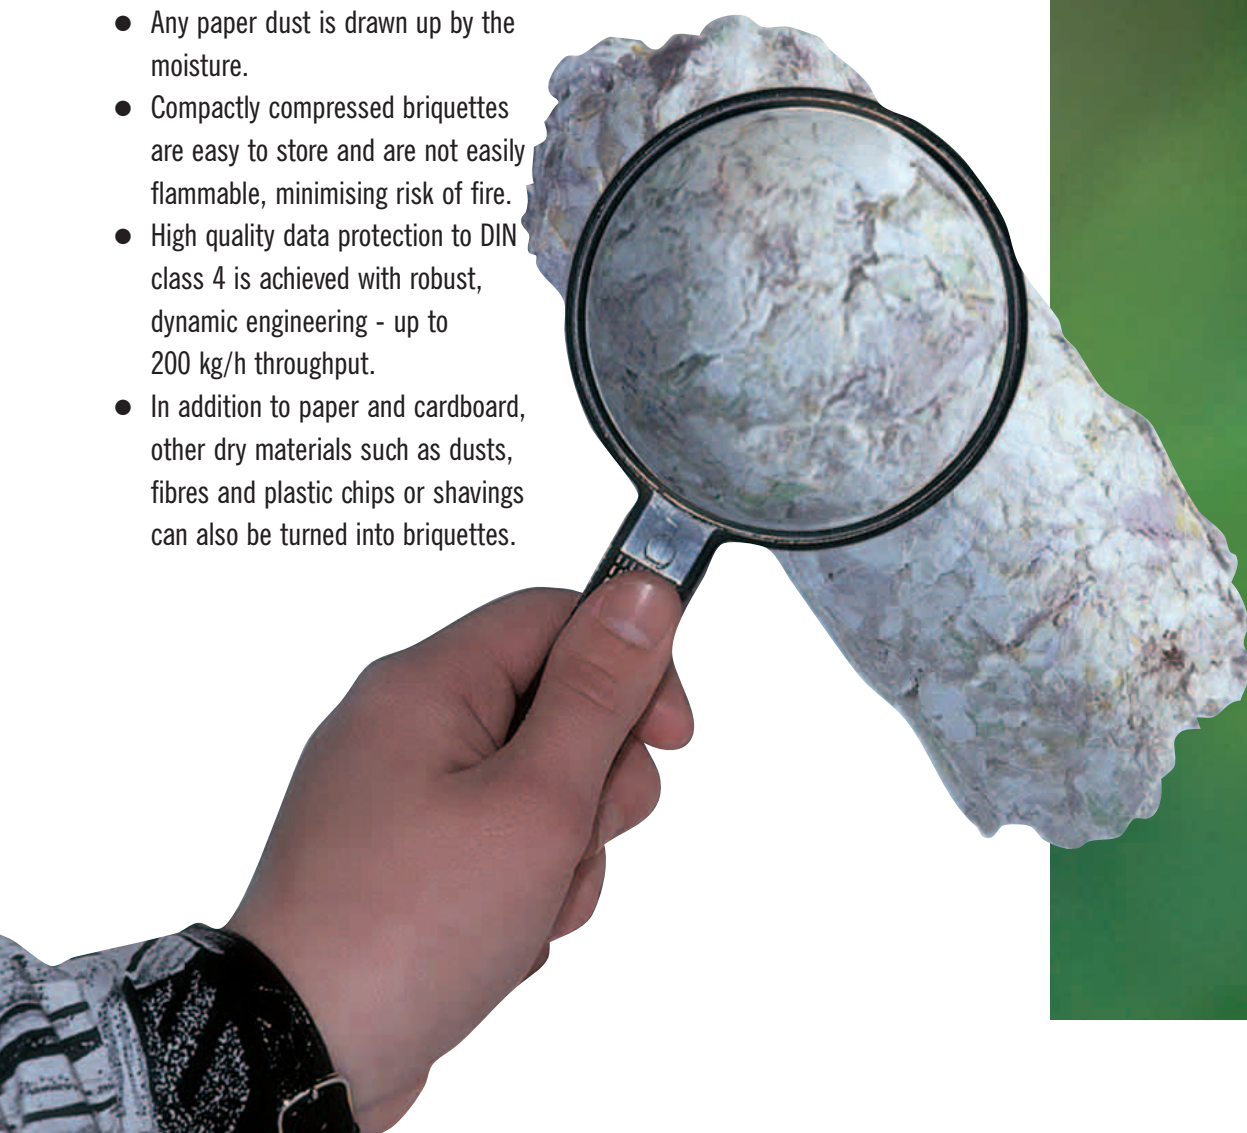 ● Any paper dust is drawn up by the
moisture.
● Compactly compressed briquettes
are easy to store and are not easily
flammable, minimising risk of fire.
● High quality data protection to DIN
class 4 is achieved with robust,
dynamic engineering - up to
200 kg/h throughput.
● In addition to paper and cardboard,
other dry materials such as dusts,
fibres and plastic chips or shavings
can also be turned into briquettes.